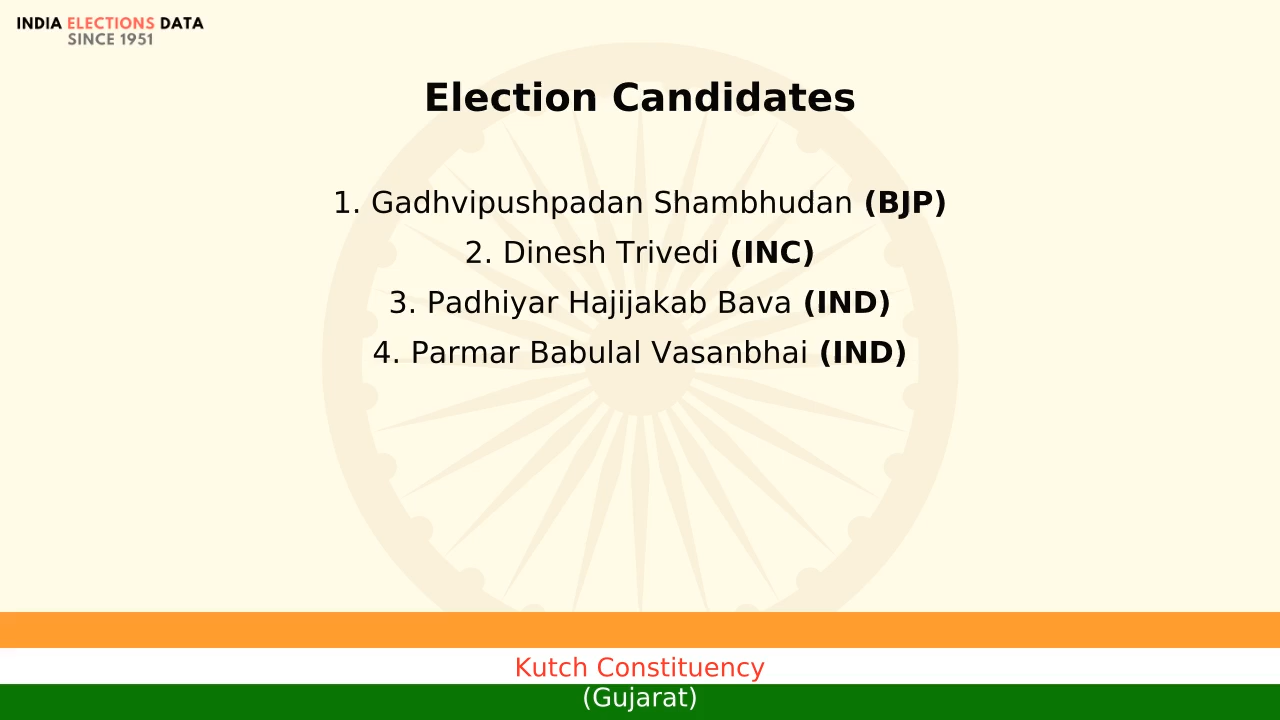 INDIA ELECTIONS DATA
SINCE 1951
Election Candidates
1. Gadhvipushpadan Shambhudan (BJP)
2. Dinesh Trivedi (INC)
3. Padhiyar Hajijakab Bava (IND)
4. Parmar Babulal Vasanbhai (IND)
Kutch Constituency
(Gujarat)